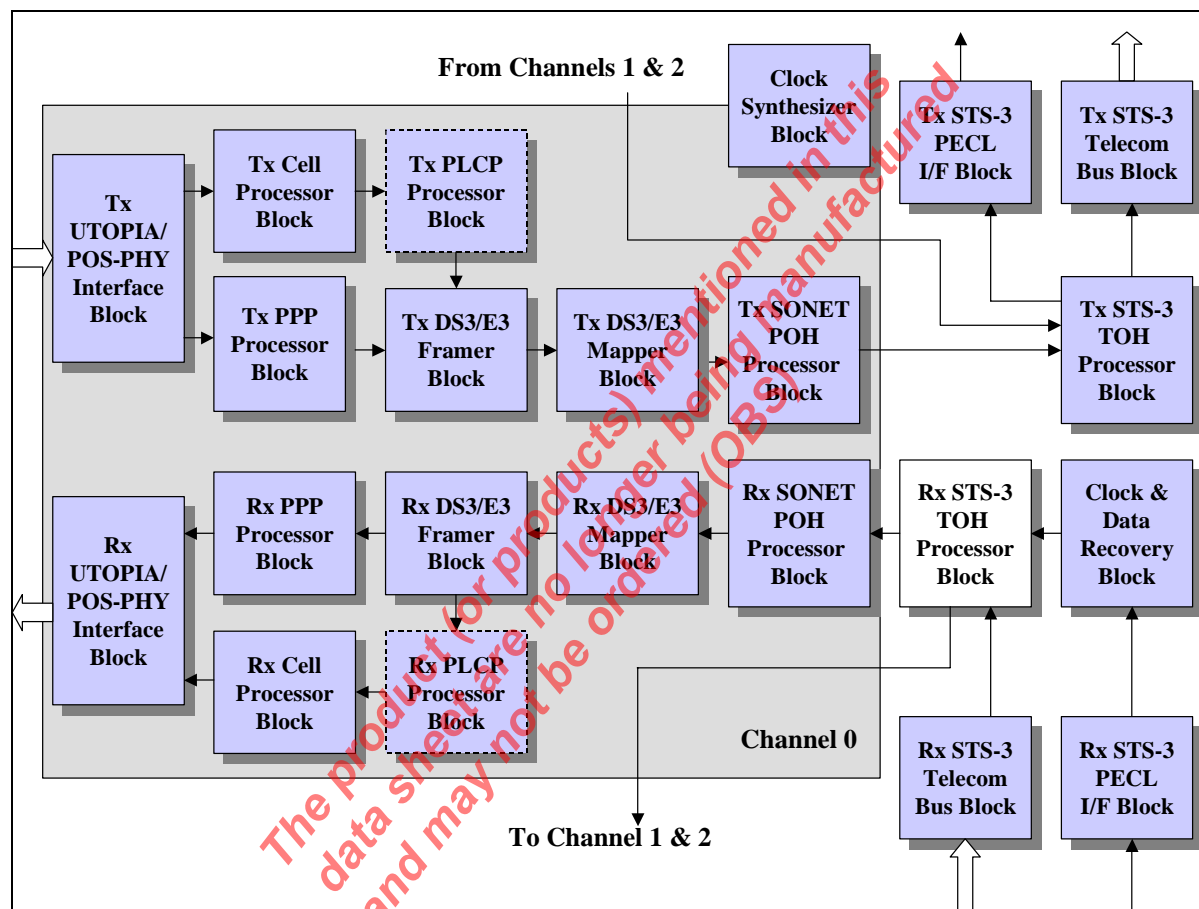 From Channels 1 & 2
Clock
Synthesizer
Block
Tx STS-3
PECL
I/F Block
Tx STS-3
Telecom
Bus Block
Tx
UTOPIA/
POS-PHY
Interface
Block
Tx Cell
Processor
Block
Tx PLCP
Processor
Block
Tx PPP
Processor
Block
Tx DS3/E3
Framer
Block
Tx DS3/E3
Mapper
Block
Tx SONET
POH
Processor
Block
Tx STS-3
TOH
Processor
Block
Rx
UTOPIA/
POS-PHY
Interface
Block
Rx PPP
Processor
Block
Rx DS3/E3
Framer
Block
Rx DS3/E3
Mapper
Block
Rx SONET
POH
Processor
Block
Rx STS-3
TOH
Processor
Block
Clock &
Data
Recovery
Block
Rx Cell
Processor
Block
Rx PLCP
Processor
Block
Channel 0
Rx STS-3
Telecom
Bus Block
Rx STS-3
PECL
I/F Block
To Channel 1 & 2
The product (or products) mentioned in this
data sheet are no longer being manufactured
and may not be ordered (OBS)